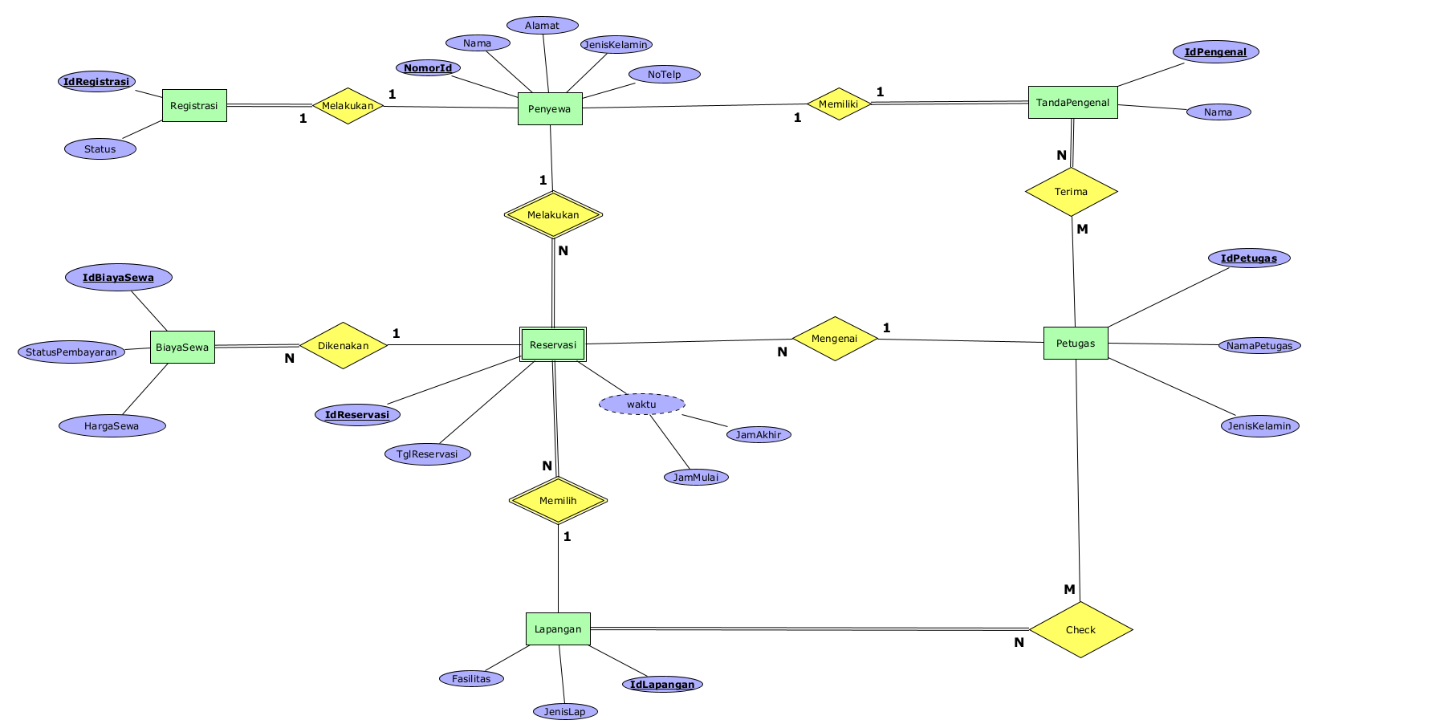 Alamat
Nama
JenisKelamin
IdPengenal
NomorId
NoTelp
IdRegistrasi
Registrasi
Melakukan
1
1
Penyewa
1
Memiliki
1
TandaPengenal
Nama
Status
N
1
Terima
Melakukan
M
N
IdPetugas
IdBiayaSewa
StatusPembayaran
BiayaSewa
N
Dikenakan
1
Reservasi
N
Mengenai
1
Petugas
NamaPetugas
IdReservasi
waktu
HargaSewa
JenisKelamin
JamAkhir
TglReservasi
N
JamMulai
Memilih
1
M
Lapangan
N
Check
Fasilitas
IdLapangan
JenisLap